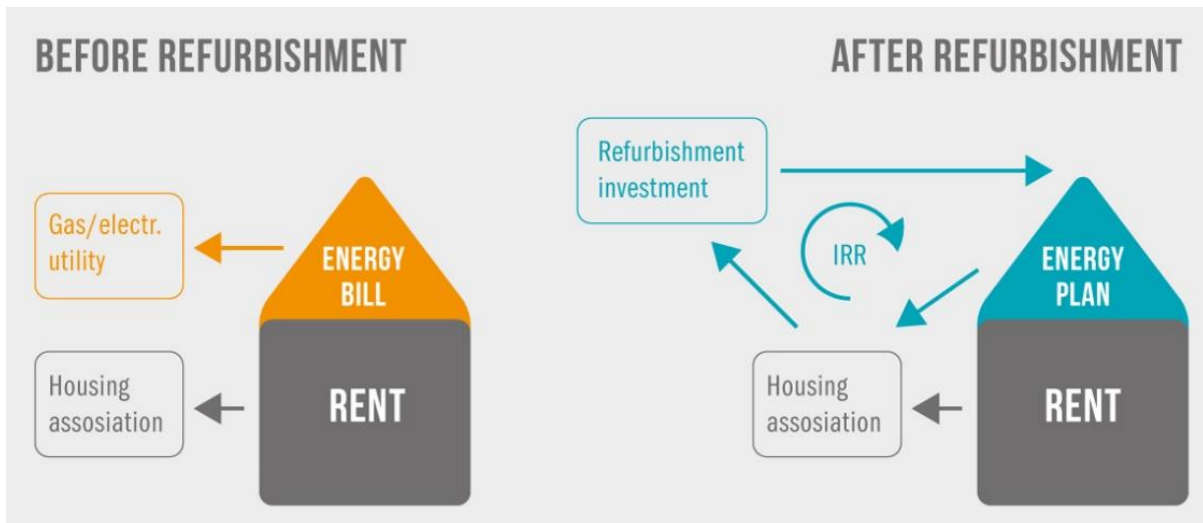 BEFORE REFURBISHMENT
Gas/electr.
utility
ENERGY
BILL
Housing
assosiation
RENT
AFTER REFURBISHMENT
Refurbishment
investment
IRR
ENERGY
PLAN
Housing
assosiation
RENT